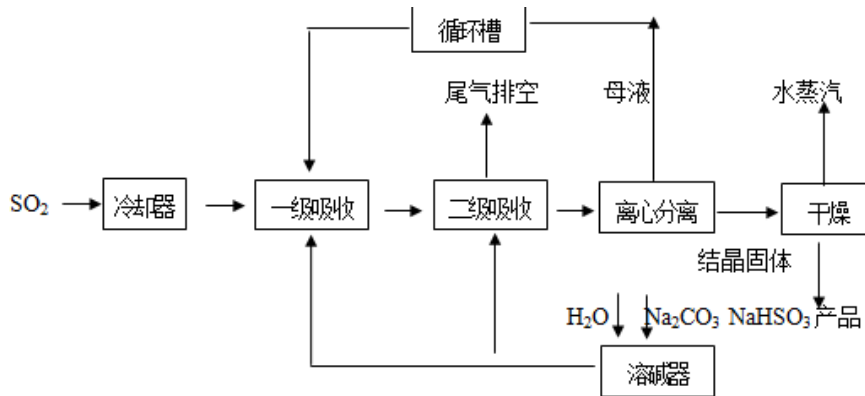 循环槽
尾气排空
母液
水蒸汽
SO₂
冷却器
一级吸收
二级吸收
离心分离
干燥
结晶固体
H₂O
Na₂CO₃
NaHSO₃产品
溶碱器